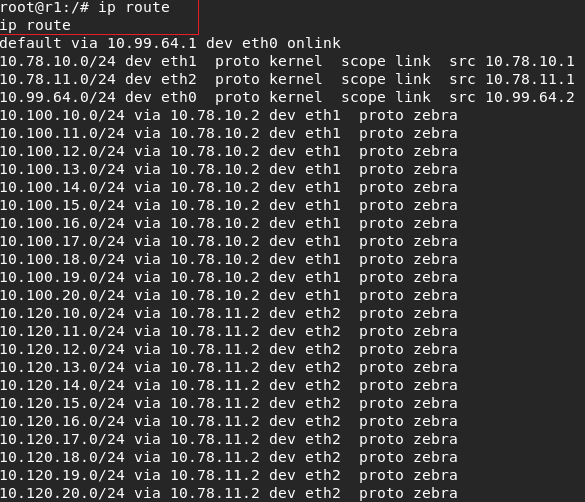 root@r1:/# ip route
ip route
default via 10.99.64.1 dev eth0 onlink
10.78.10.0/24 dev eth1  proto kernel  scope link  src 10.78.10.1
10.78.11.0/24 dev eth2  proto kernel  scope link  src 10.78.11.1
10.99.64.0/24 dev eth0  proto kernel  scope link  src 10.99.64.2
10.100.10.0/24 via 10.78.10.2 dev eth1  proto zebra
10.100.11.0/24 via 10.78.10.2 dev eth1  proto zebra
10.100.12.0/24 via 10.78.10.2 dev eth1  proto zebra
10.100.13.0/24 via 10.78.10.2 dev eth1  proto zebra
10.100.14.0/24 via 10.78.10.2 dev eth1  proto zebra
10.100.15.0/24 via 10.78.10.2 dev eth1  proto zebra
10.100.16.0/24 via 10.78.10.2 dev eth1  proto zebra
10.100.17.0/24 via 10.78.10.2 dev eth1  proto zebra
10.100.18.0/24 via 10.78.10.2 dev eth1  proto zebra
10.100.19.0/24 via 10.78.10.2 dev eth1  proto zebra
10.100.20.0/24 via 10.78.10.2 dev eth1  proto zebra
10.120.10.0/24 via 10.78.11.2 dev eth2  proto zebra
10.120.11.0/24 via 10.78.11.2 dev eth2  proto zebra
10.120.12.0/24 via 10.78.11.2 dev eth2  proto zebra
10.120.13.0/24 via 10.78.11.2 dev eth2  proto zebra
10.120.14.0/24 via 10.78.11.2 dev eth2  proto zebra
10.120.15.0/24 via 10.78.11.2 dev eth2  proto zebra
10.120.16.0/24 via 10.78.11.2 dev eth2  proto zebra
10.120.17.0/24 via 10.78.11.2 dev eth2  proto zebra
10.120.18.0/24 via 10.78.11.2 dev eth2  proto zebra
10.120.19.0/24 via 10.78.11.2 dev eth2  proto zebra
10.120.20.0/24 via 10.78.11.2 dev eth2  proto zebra